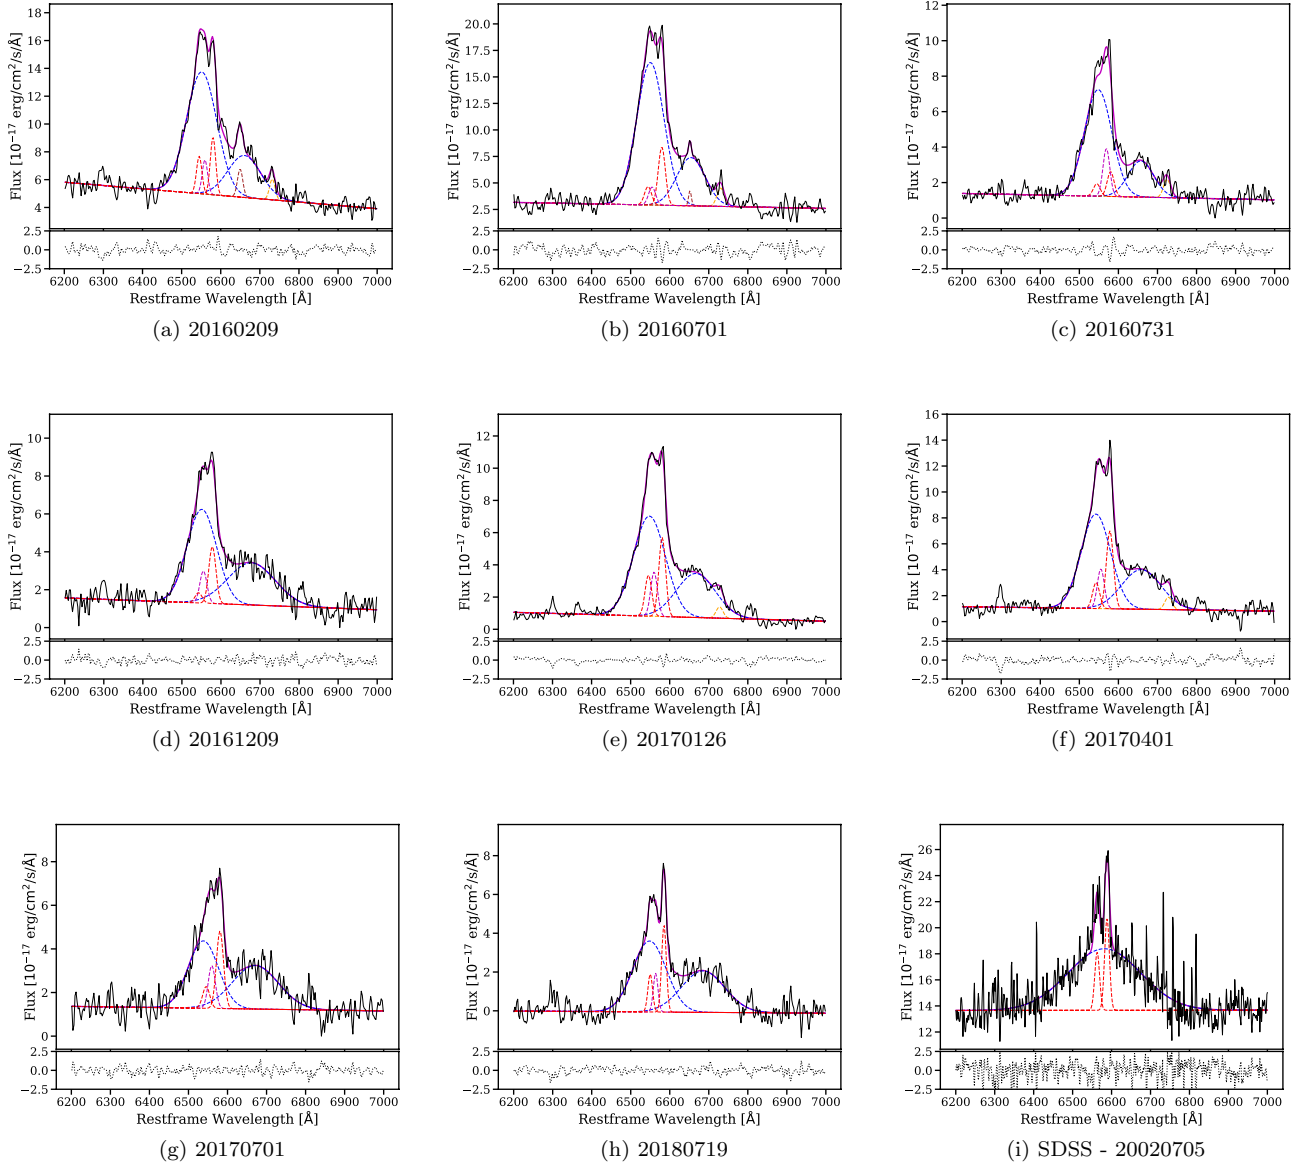 18
16
14
12
10
8
6
4
Flux [10⁻¹⁷ erg/cm²/s/Å]
2.5
0.0
−2.5
6200 6300 6400 6500 6600 6700 6800 6900 7000
Restframe Wavelength [Å]
(a) 20160209
20.0
17.5
15.0
12.5
10.0
7.5
5.0
2.5
Flux [10⁻¹⁷ erg/cm²/s/Å]
2.5
0.0
−2.5
6200 6300 6400 6500 6600 6700 6800 6900 7000
Restframe Wavelength [Å]
(b) 20160701
12
10
8
6
4
2
0
Flux [10⁻¹⁷ erg/cm²/s/Å]
2.5
0.0
−2.5
6200 6300 6400 6500 6600 6700 6800 6900 7000
Restframe Wavelength [Å]
(c) 20160731
10
8
6
4
2
0
Flux [10⁻¹⁷ erg/cm²/s/Å]
2.5
0.0
−2.5
6200 6300 6400 6500 6600 6700 6800 6900 7000
Restframe Wavelength [Å]
(d) 20161209
12
10
8
6
4
2
0
Flux [10⁻¹⁷ erg/cm²/s/Å]
2.5
0.0
−2.5
6200 6300 6400 6500 6600 6700 6800 6900 7000
Restframe Wavelength [Å]
(e) 20170126
16
14
12
10
8
6
4
2
0
Flux [10⁻¹⁷ erg/cm²/s/Å]
2.5
0.0
−2.5
6200 6300 6400 6500 6600 6700 6800 6900 7000
Restframe Wavelength [Å]
(f) 20170401
8
6
4
2
0
Flux [10⁻¹⁷ erg/cm²/s/Å]
2.5
0.0
−2.5
6200 6300 6400 6500 6600 6700 6800 6900 7000
Restframe Wavelength [Å]
(g) 20170701
8
6
4
2
0
Flux [10⁻¹⁷ erg/cm²/s/Å]
2.5
0.0
−2.5
6200 6300 6400 6500 6600 6700 6800 6900 7000
Restframe Wavelength [Å]
(h) 20180719
26
24
22
20
18
16
14
12
Flux [10⁻¹⁷ erg/cm²/s/Å]
2.5
0.0
−2.5
6200 6300 6400 6500 6600 6700 6800 6900 7000
Restframe Wavelength [Å]
(i) SDSS - 20020705